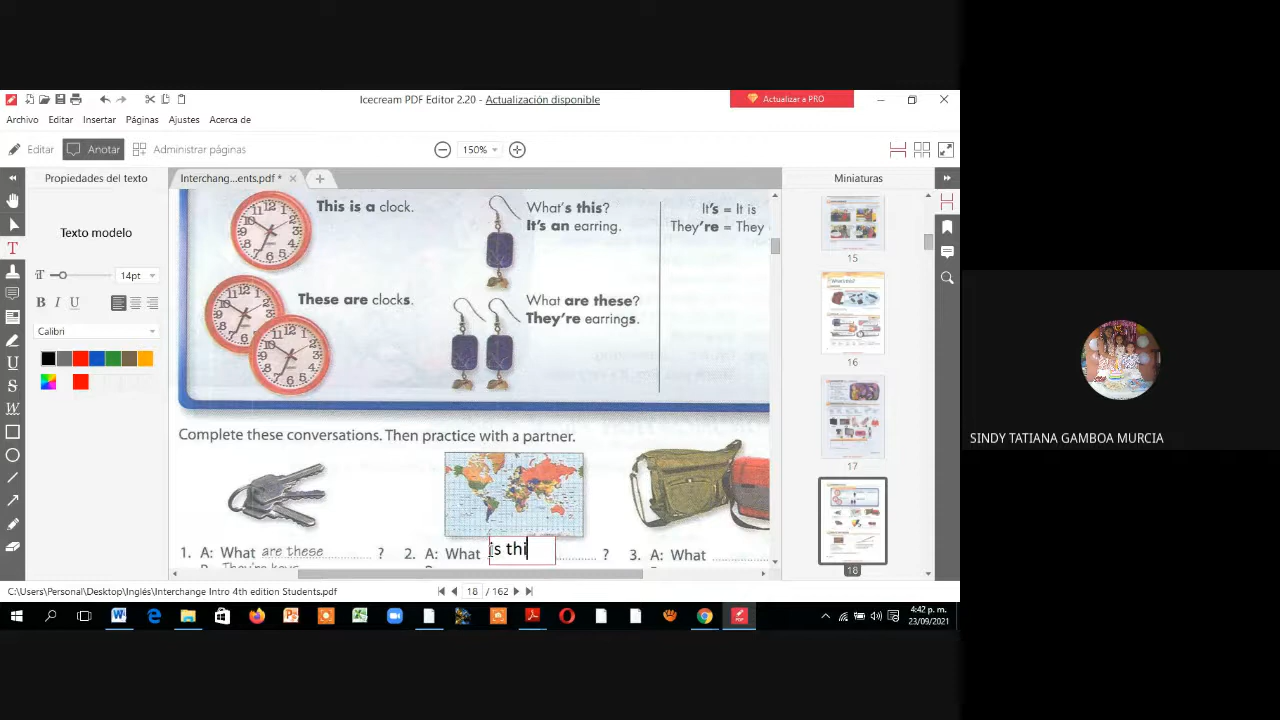 Icecream PDF Editor 2.20 - Actualización disponible
Actualizar a PRO
Archivo Editar Insertar Páginas Ajustes Acerca de
Editar Anotar Administrar páginas 150%
Propiedades del texto
Interchang...ents.pdf *
Miniaturas
Texto modelo
14pt
B I U
Calibri
This is a clock.
What's this?
It's an earring.
It's = It is
They're = They
These are clocks.
What are these?
They're earrings.
Complete these conversations. Then practice with a partner.
1. A: What are these ?
2. A: What is thi ?
3. A: What
They're keys
15
16
17
18
SINDY TATIANA GAMBOA MURCIA
C:\Users\Personal\Desktop\Inglés\Interchange Intro 4th edition Students.pdf
18 / 162
4:42 p. m.
23/09/2021